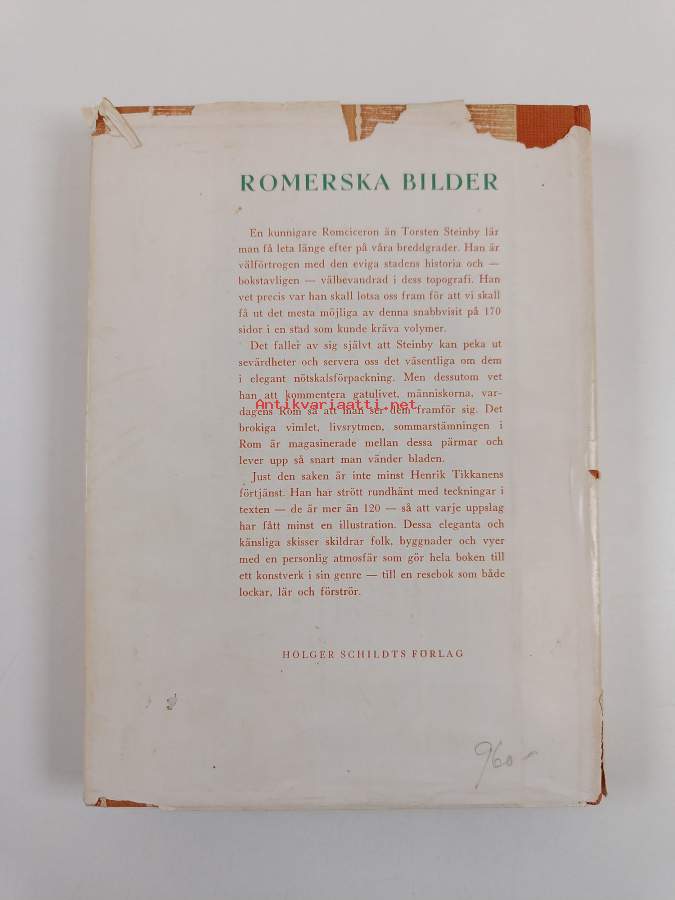 ROMERSKA BILDER
En kunnigare Romciceron än Torsten Steinby lär
man få leta länge efter på våra breddgrader. Han är
välförtrogen med den eviga stadens historia och —
bokstavligen — välbevandrad i dess topografi. Han
vet precis var han skall lotsa oss fram för att vi skall
få ut det mesta möjliga av denna snabbvisit på 170
sidor i en stad som kunde kräva volymer.
Det faller av sig självt att Steinby kan peka ut
sevärdheter och servera oss det väsentliga om dem
i elegant nötskalsförpackning. Men dessutom vet
han att kommentera gatulivet, människorna, var-
dagens Rom så att man ser dem framför sig. Det
Antikvariaatti.net
brokiga vimlet, livsrytmen, sommarstämningen i
Rom är magasinerade mellan dessa pärmar och
lever upp så snart man vänder bladen.
Just den saken är inte minst Henrik Tikkanens
förtjänst. Han har strött rundhänt med teckningar i
texten — de är mer än 120 — så att varje uppslag
har fått minst en illustration. Dessa eleganta och
känsliga skisser skildrar folk, byggnader och vyer
med en personlig atmosfär som gör hela boken till
ett konstverk i sin genre — till en resebok som både
lockar, lär och förströr.
HOLGER SCHILDTS FÖRLAG
960-